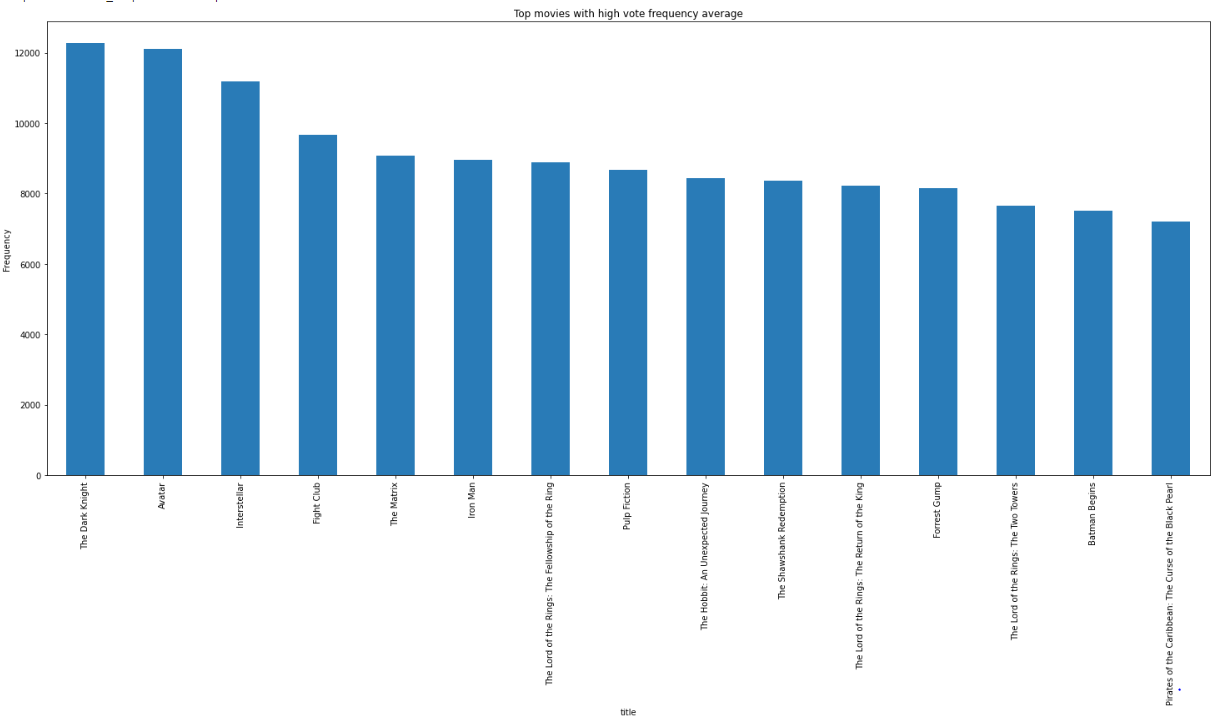 Top movies with high vote frequency average
Frequency
12000
10000
8000
6000
4000
2000
0
The Dark Knight
Avatar
Interstellar
Fight Club
The Matrix
Iron Man
The Lord of the Rings: The Fellowship of the Ring
Pulp Fiction
The Hobbit: An Unexpected Journey
The Shawshank Redemption
The Lord of the Rings: The Return of the King
Forrest Gump
The Lord of the Rings: The Two Towers
Batman Begins
Pirates of the Caribbean: The Curse of the Black Pearl
title